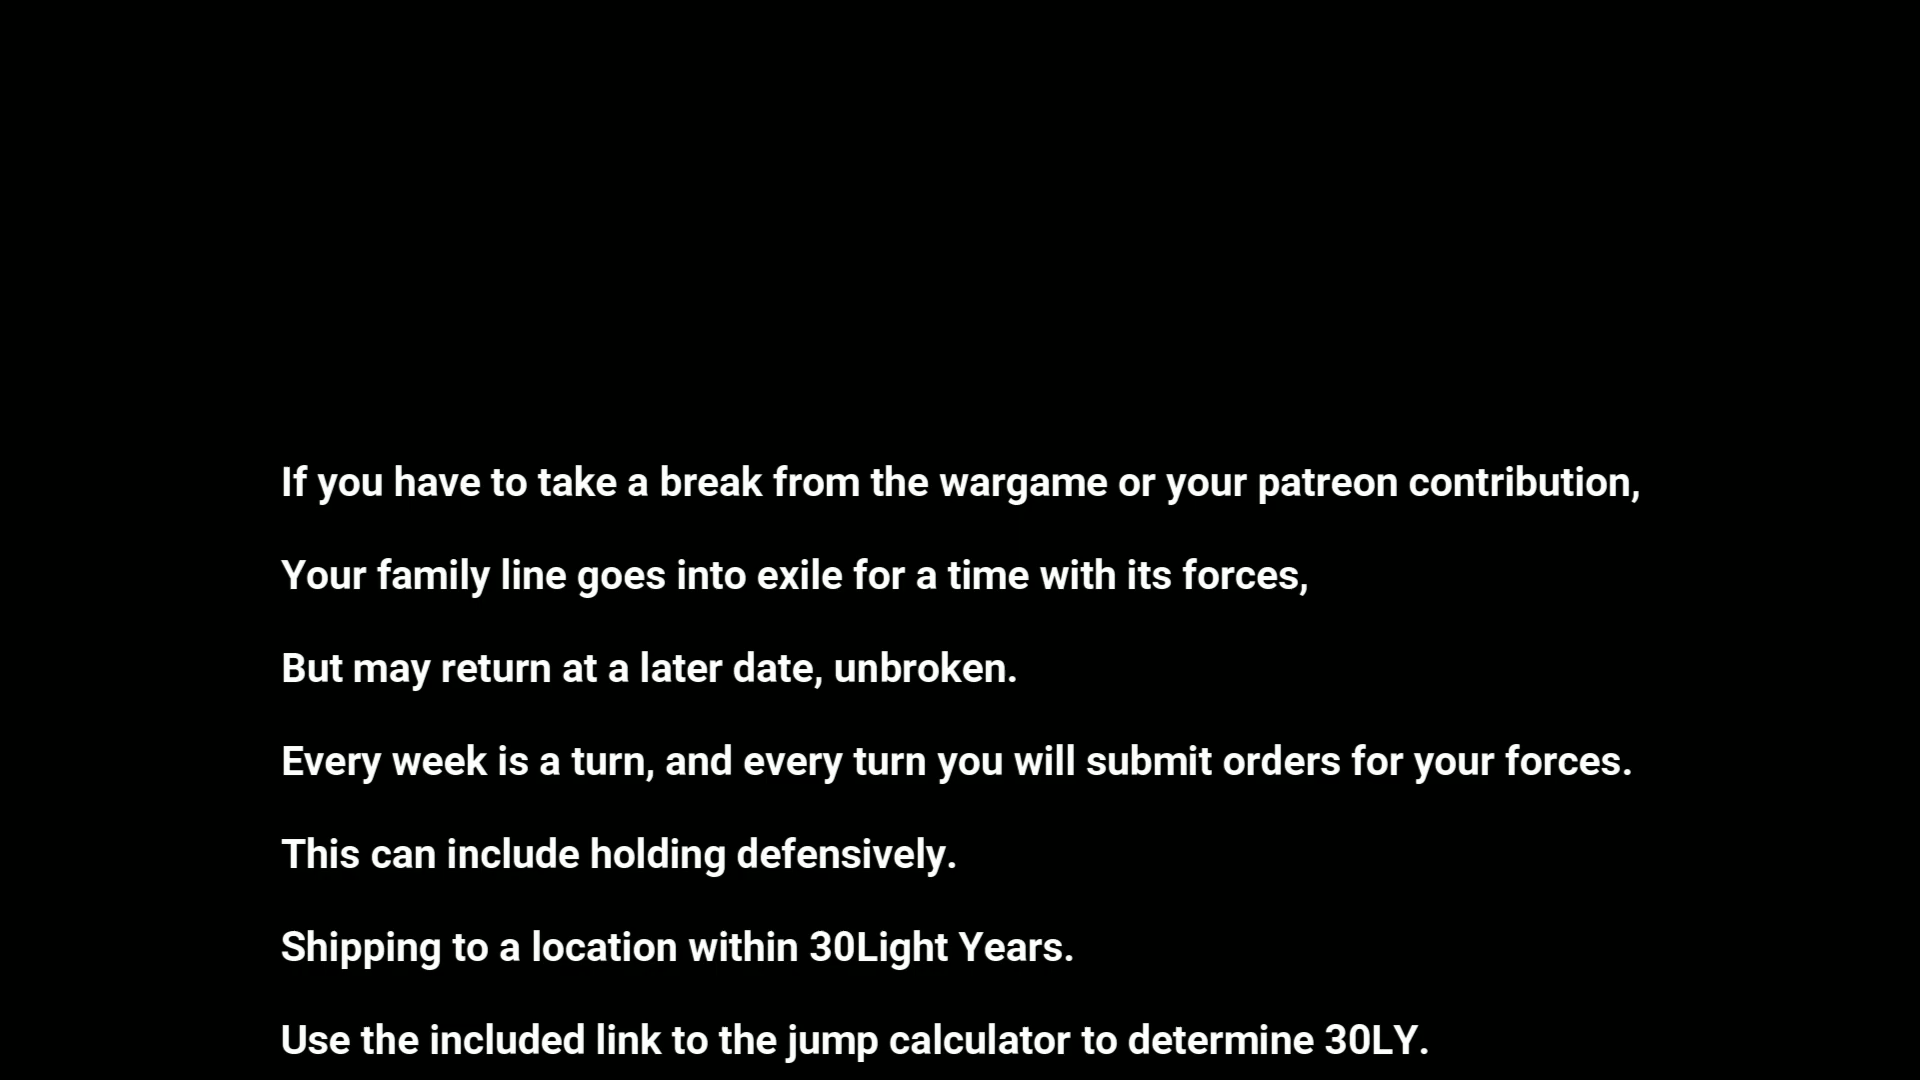 If you have to take a break from the wargame or your patreon contribution,
Your family line goes into exile for a time with its forces,
But may return at a later date, unbroken.
Every week is a turn, and every turn you will submit orders for your forces.
This can include holding defensively.
Shipping to a location within 30Light Years.
Use the included link to the jump calculator to determine 30LY.